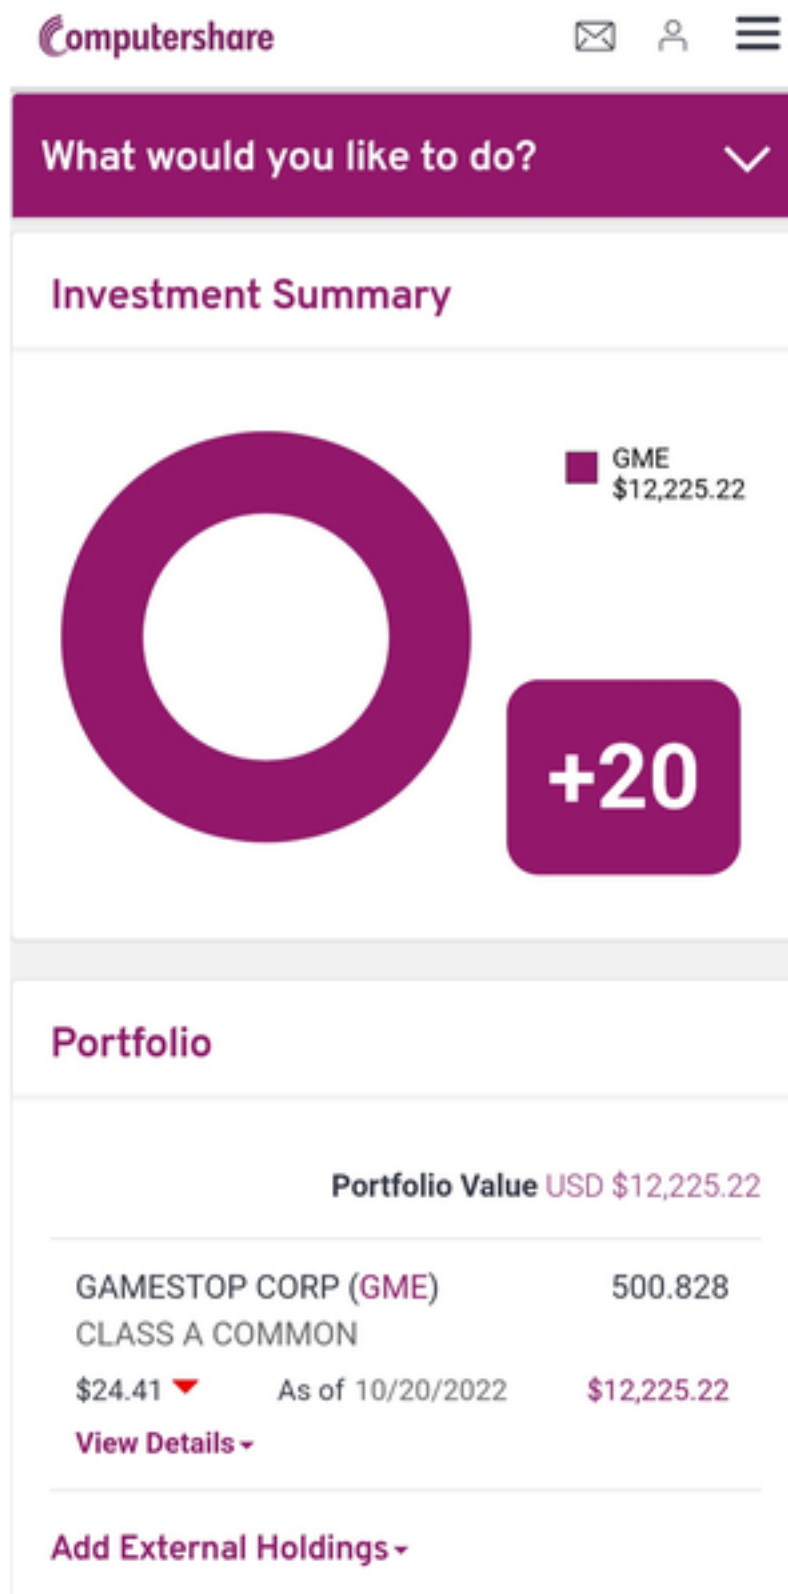 Computershare
What would you like to do?
Investment Summary
GME
$12,225.22
+20
Portfolio
Portfolio Value USD $12,225.22
GAMESTOP CORP (GME) 500.828
CLASS A COMMON
$24.41 As of 10/20/2022 $12,225.22
View Details
Add External Holdings